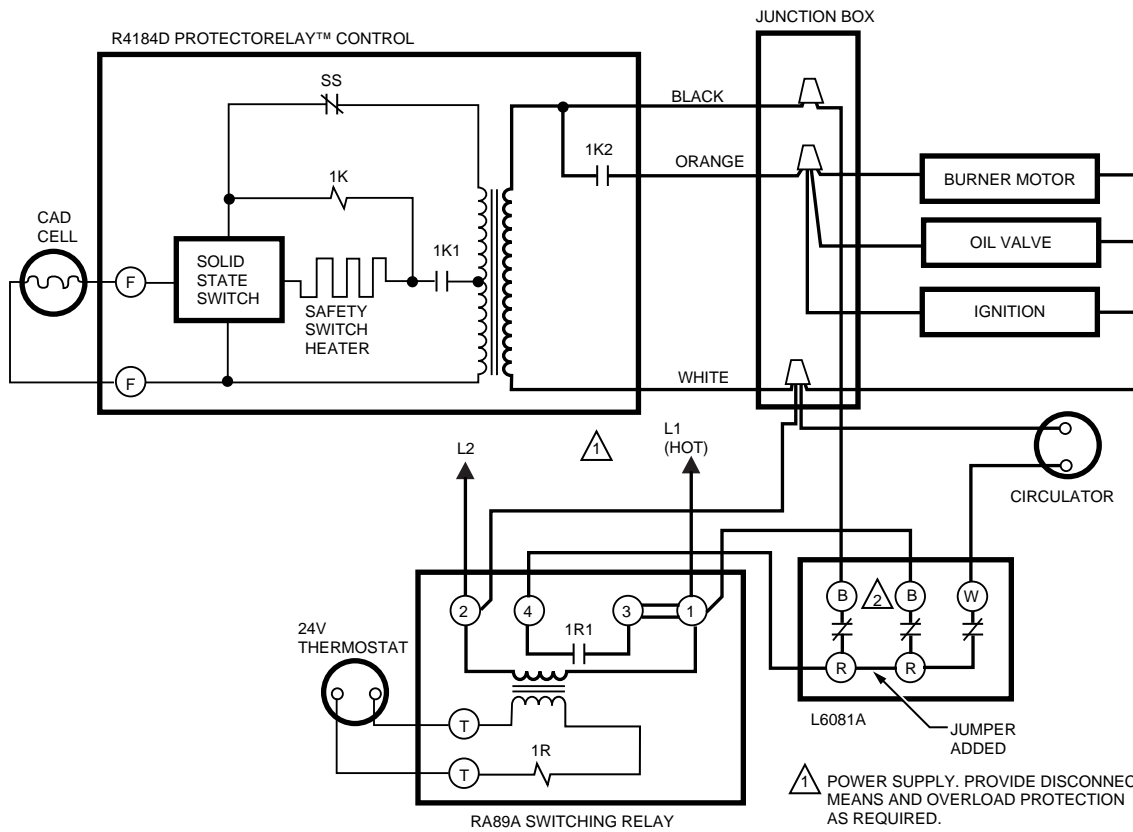 JUNCTION BOX
R4184D PROTECTORELAY™ CONTROL
SS
BLACK
1K2
ORANGE
1K
BURNER MOTOR
CAD
CELL
1K1
SOLID
STATE
SWITCH
OIL VALVE
F
SAFETY
SWITCH
HEATER
IGNITION
F
WHITE
L2
1
L1
(HOT)
CIRCULATOR
2
4
3
1
B
2
B
W
24V
THERMOSTAT
1R1
R
R
L6081A
T
JUMPER
ADDED
1R
T
1 POWER SUPPLY. PROVIDE DISCONNEC
MEANS AND OVERLOAD PROTECTION
AS REQUIRED.
RA89A SWITCHING RELAY